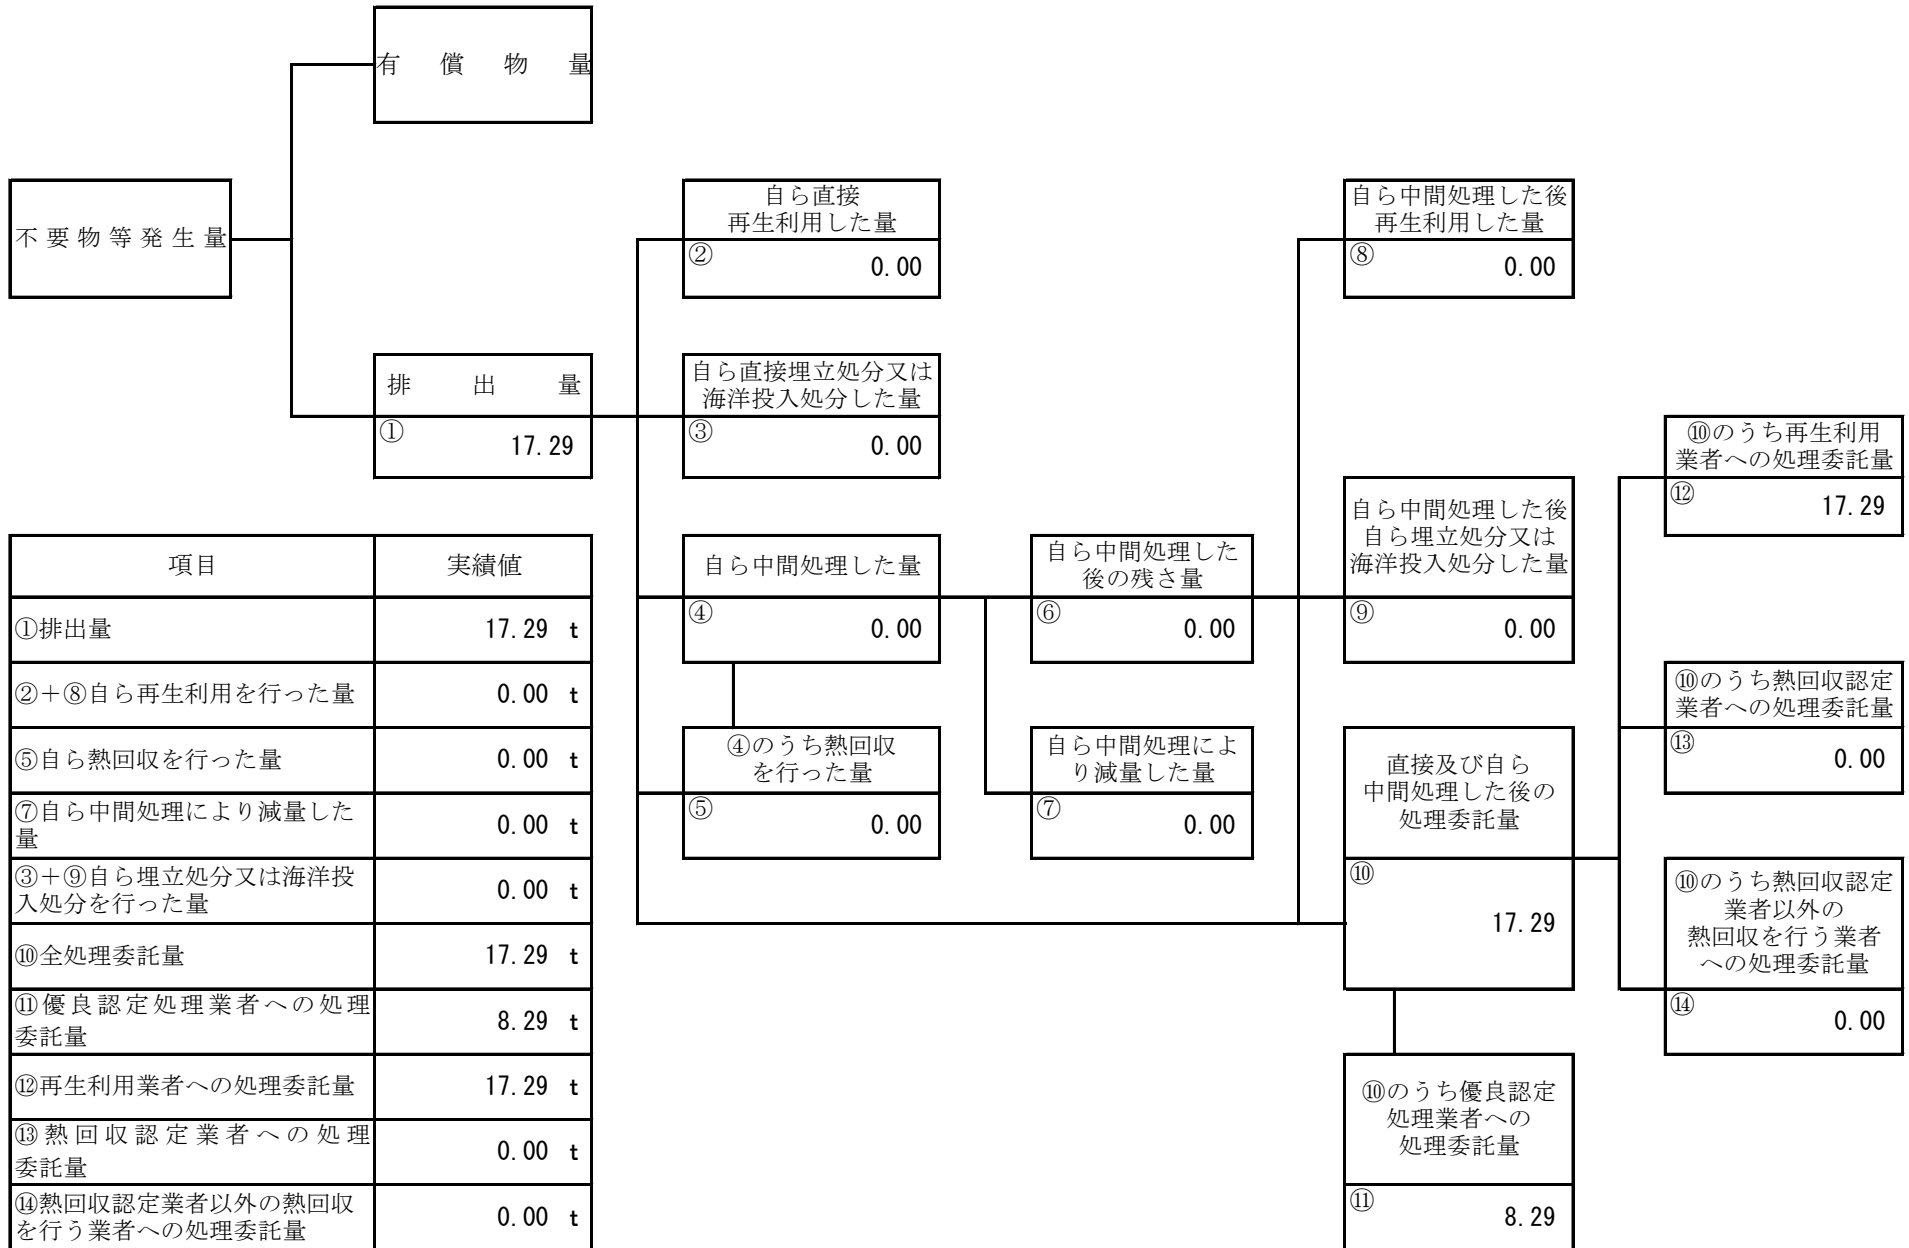 有償物量
不要物等発生量
自ら直接
再生利用した量
② 0.00
自ら中間処理した後
再生利用した量
⑧ 0.00
排出量
① 17.29
自ら直接埋立処分又は
海洋投入処分した量
③ 0.00
⑩のうち再生利用
業者への処理委託量
⑫ 17.29
自ら中間処理した量
④ 0.00
自ら中間処理した
後の残さ量
⑥ 0.00
自ら中間処理した後
自ら埋立処分又は
海洋投入処分した量
⑨ 0.00
⑩のうち熱回収認定
業者への処理委託量
⑬ 0.00
④のうち熱回収
を行った量
⑤ 0.00
自ら中間処理によ
り減量した量
⑦ 0.00
直接及び自ら
中間処理した後の
処理委託量
⑩ 17.29
⑩のうち熱回収認定
業者以外の
熱回収を行う業者
への処理委託量
⑭ 0.00
⑩のうち優良認定
処理業者への
処理委託量
⑪ 8.29
項目 実績値
①排出量 17.29 t
②+⑧自ら再生利用を行った量 0.00 t
⑤自ら熱回収を行った量 0.00 t
⑦自ら中間処理により減量した
量 0.00 t
③+⑨自ら埋立処分又は海洋投
入処分を行った量 0.00 t
⑩全処理委託量 17.29 t
⑪優良認定処理業者への処理
委託量 8.29 t
⑫再生利用業者への処理委託量 17.29 t
⑬熱回収認定業者への処理
委託量 0.00 t
⑭熱回収認定業者以外の熱回収
を行う業者への処理委託量 0.00 t